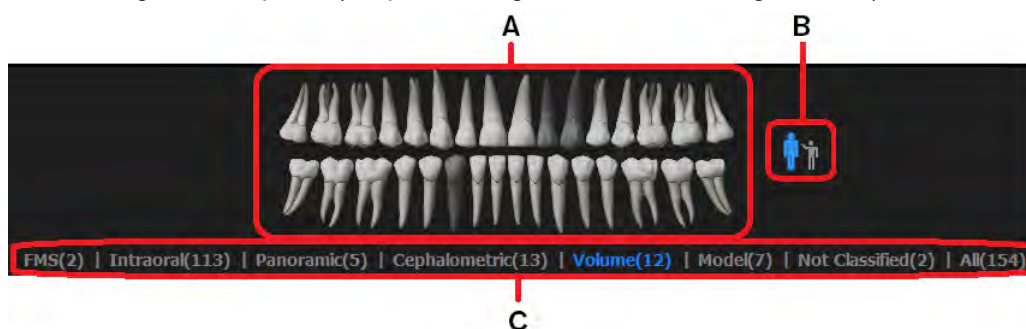 A
B
FMS(2) | Intraoral(113) | Panoramic(5) | Cephalometric(13) | Volume(12) | Model(7) | Not Classified(2) | All(154)
C